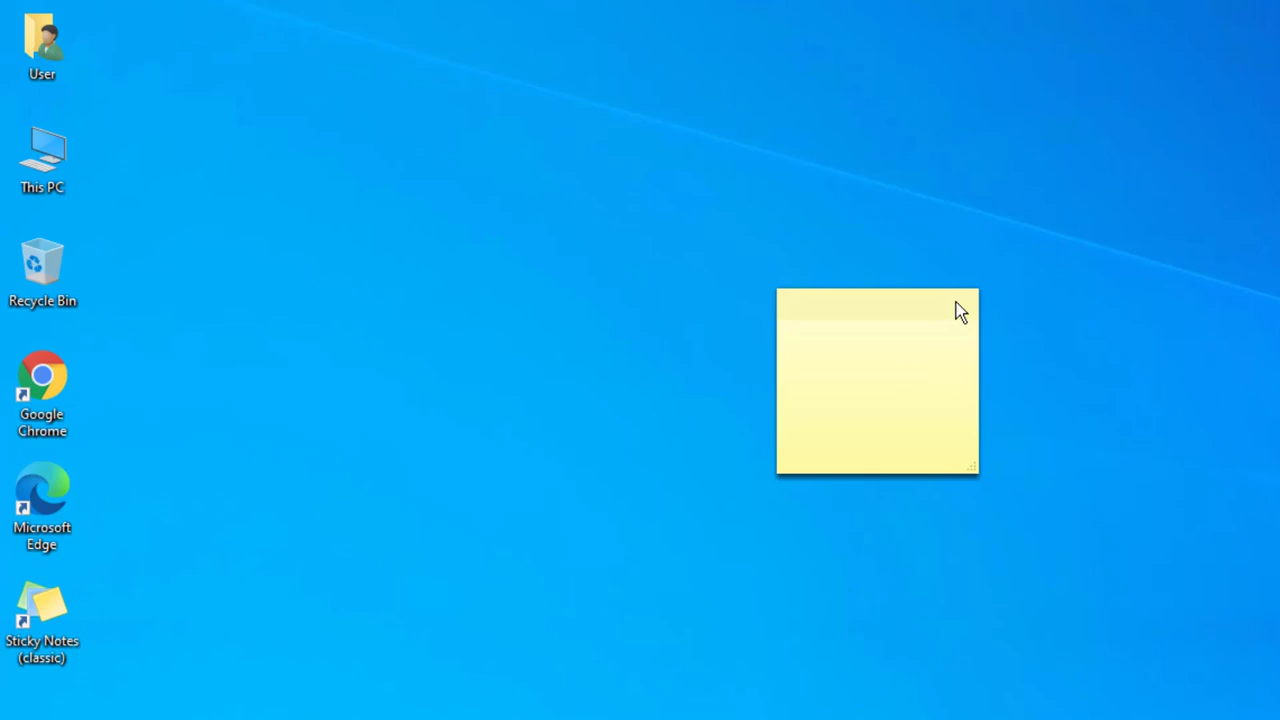 User
This PC
Recycle Bin
Google
Chrome
Microsoft
Edge
Sticky Notes
(classic)